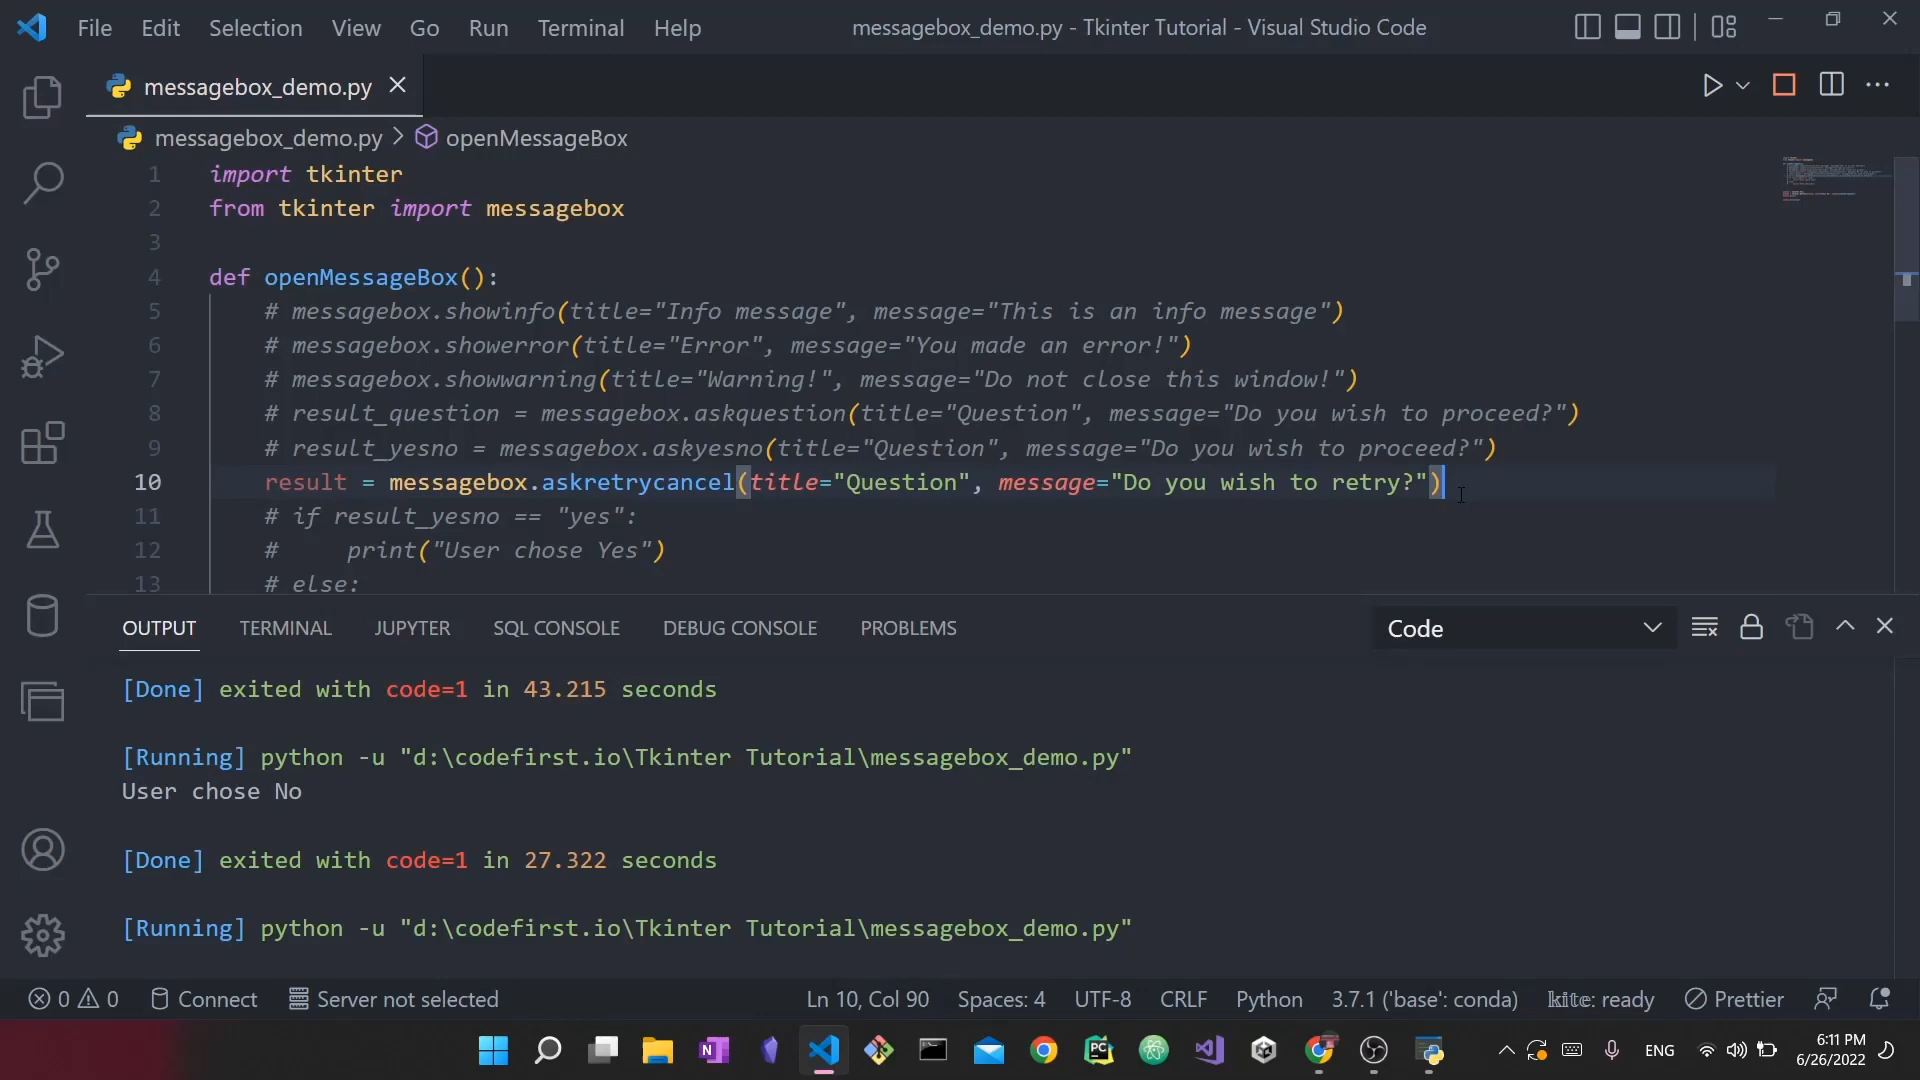 File Edit Selection View Go Run Terminal Help messagebox_demo.py - Tkinter Tutorial - Visual Studio Code
messagebox_demo.py
messagebox_demo.py > openMessageBox
1 import tkinter
2 from tkinter import messagebox
3
4 def openMessageBox():
5 # messagebox.showinfo(title="Info message", message="This is an info message")
6 # messagebox.showerror(title="Error", message="You made an error!")
7 # messagebox.showwarning(title="Warning!", message="Do not close this window!")
8 # result_question = messagebox.askquestion(title="Question", message="Do you wish to proceed?")
9 # result_yesno = messagebox.askyesno(title="Question", message="Do you wish to proceed?")
10 result = messagebox.askretrycancel(title="Question", message="Do you wish to retry?")
11 # if result_yesno == "yes":
12 #     print("User chose Yes")
13 # else:
OUTPUT TERMINAL JUPYTER SQL CONSOLE DEBUG CONSOLE PROBLEMS Code
[Done] exited with code=1 in 43.215 seconds
[Running] python -u "d:\codefirst.io\Tkinter Tutorial\messagebox_demo.py"
User chose No
[Done] exited with code=1 in 27.322 seconds
[Running] python -u "d:\codefirst.io\Tkinter Tutorial\messagebox_demo.py"
0 0 Connect Server not selected Ln 10, Col 90 Spaces: 4 UTF-8 CRLF Python 3.7.1 ('base': conda) kite: ready Prettier
ENG 6:11 PM
6/26/2022